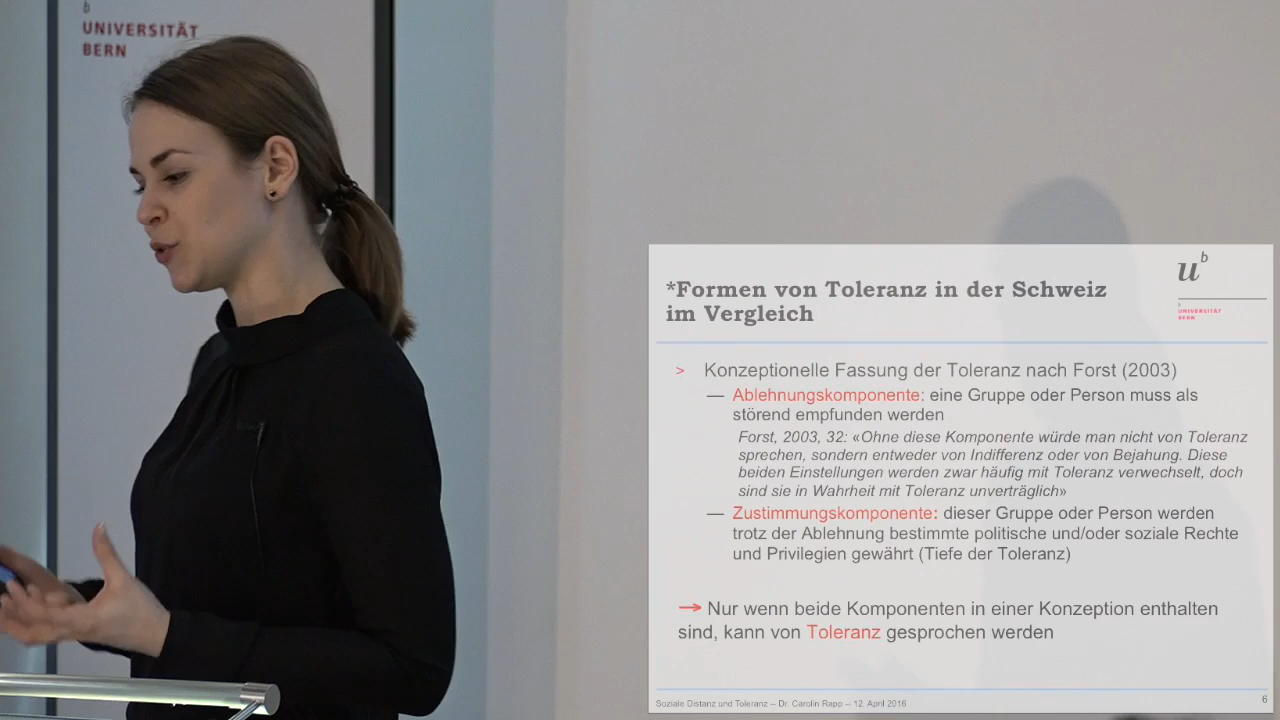 b
UNIVERSITÄT
BERN
*Formen von Toleranz in der Schweiz
im Vergleich
u b
b
UNIVERSITÄT
BERN
> Konzeptionelle Fassung der Toleranz nach Forst (2003)
— Ablehnungskomponente: eine Gruppe oder Person muss als
störend empfunden werden
Forst, 2003, 32: «Ohne diese Komponente würde man nicht von Toleranz
sprechen, sondern entweder von Indifferenz oder von Bejahung. Diese
beiden Einstellungen werden zwar häufig mit Toleranz verwechselt, doch
sind sie in Wahrheit mit Toleranz unverträglich»
— Zustimmungskomponente: dieser Gruppe oder Person werden
trotz der Ablehnung bestimmte politische und/oder soziale Rechte
und Privilegien gewährt (Tiefe der Toleranz)
→ Nur wenn beide Komponenten in einer Konzeption enthalten
sind, kann von Toleranz gesprochen werden
Soziale Distanz und Toleranz – Dr. Carolin Rapp – 12. April 2016
6